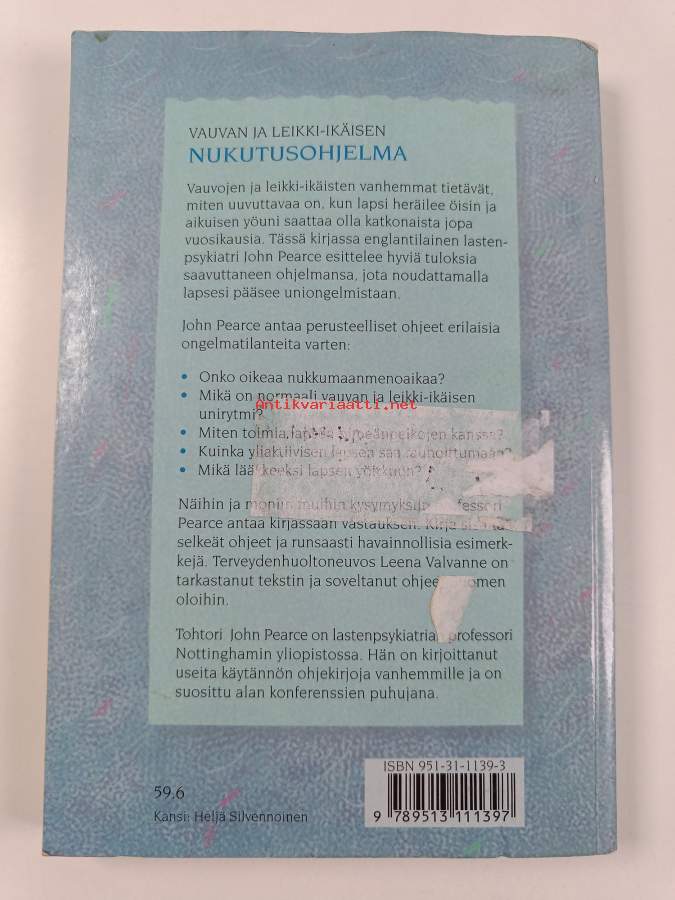 VAUVAN JA LEIKKI-IKÄISEN
NUKUTUSOHJELMA
Vauvojen ja leikki-ikäisten vanhemmat tietävät,
miten uuvuttavaa on, kun lapsi heräilee öisin ja
aikuisen yöuni saattaa olla katkonaista jopa
vuosikausia. Tässä kirjassa englantilainen lasten-
psykiatri John Pearce esittelee hyviä tuloksia
saavuttaneen ohjelmansa, jota noudattamalla
lapsesi pääsee uniongelmistaan.
John Pearce antaa perusteelliset ohjeet erilaisia
ongelmatilanteita varten:
• Onko oikeaa nukkumaanmenoaikaa?
• Mikä on normaali vauvan ja leikki-ikäisen
unirytmi?
Antikvariaatti.net
• Miten toimia kanssa?
• Kuinka yliaktiivisen lapsen saa rauhoittumaan?
• Mikä lääkkeeksi lapsen
Näihin ja moniin muihin kysymyksiin professori
Pearce antaa kirjassaan vastauksen. Kirja
selkeät ohjeet ja runsaasti havainnollisia esimerk-
kejä. Terveydenhuoltoneuvos Leena Valvanne on
tarkastanut tekstin ja soveltanut
oloihin.
Tohtori John Pearce on lastenpsykiatrian professori
Nottinghamin yliopistossa. Hän on kirjoittanut
useita käytännön ohjekirjoja vanhemmille ja on
suosittu alan konferenssien puhujana.
ISBN 951-31-1139-3
59.6
Kansi: Heljä Silvennoinen
9 789513 111397